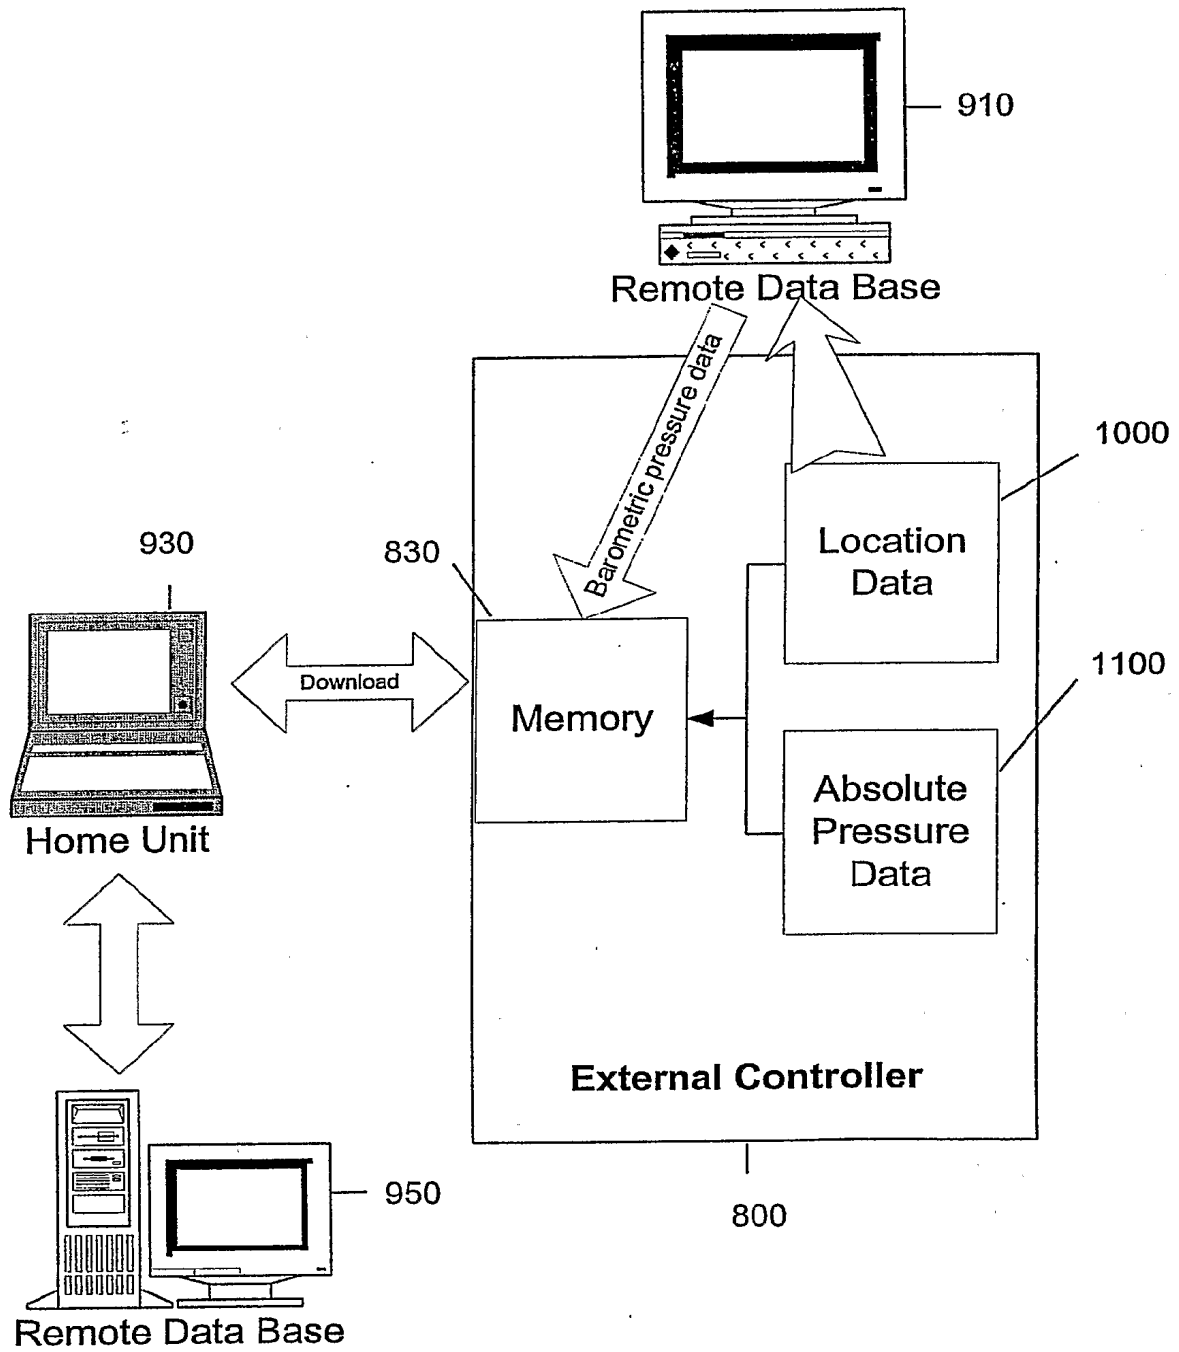 910
Remote Data Base
Barometric pressure data
1000
Location
Data
930
830
1100
Download
Memory
Absolute
Pressure
Data
Home Unit
External Controller
950
800
Remote Data Base